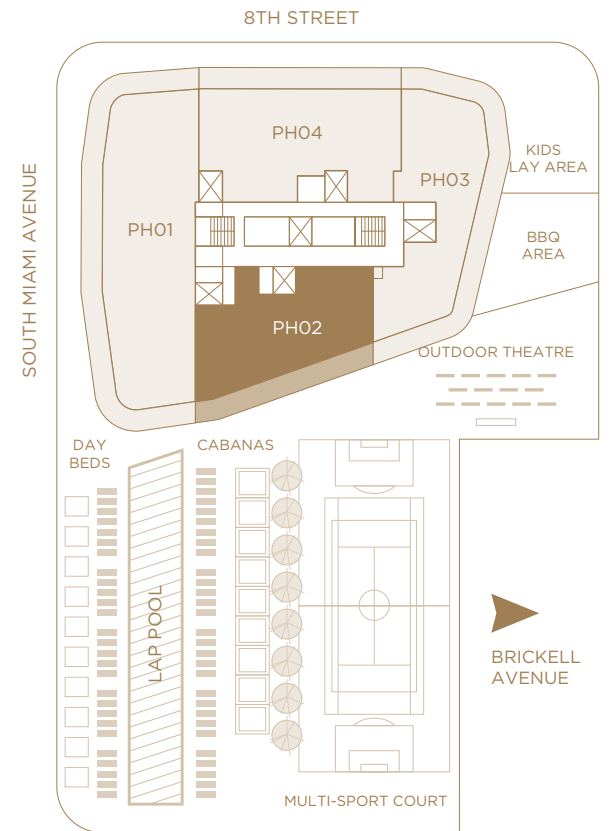 8TH STREET
SOUTH MIAMI AVENUE
PH04
KIDS
LAY AREA
PH03
PH01
BBQ
AREA
PH02
OUTDOOR THEATRE
DAY
BEDS
CABANAS
LAP POOL
BRICKELL
AVENUE
MULTI-SPORT COURT